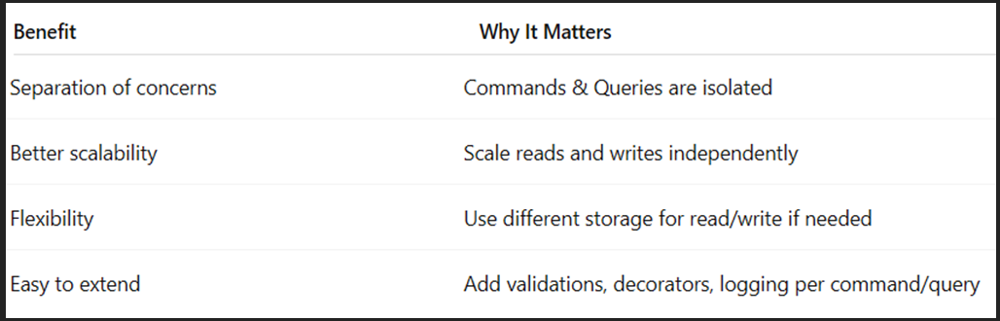 Benefit Why It Matters
Separation of concerns Commands & Queries are isolated
Better scalability Scale reads and writes independently
Flexibility Use different storage for read/write if needed
Easy to extend Add validations, decorators, logging per command/query